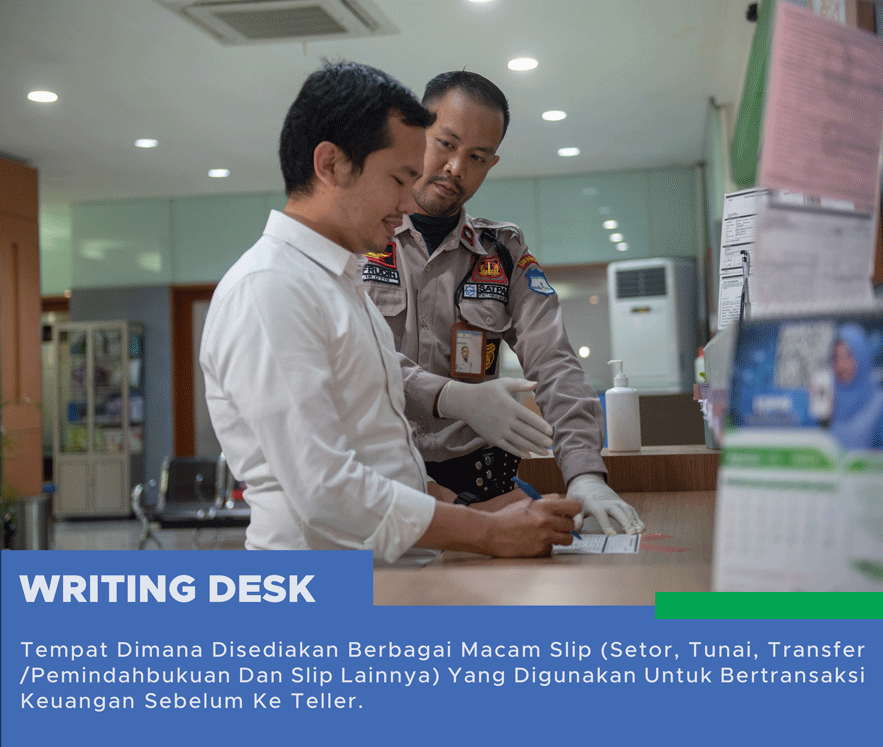 SATPAM
WRITING DESK
Tempat Dimana Disediakan Berbagai Macam Slip (Setor, Tunai, Transfer
/Pemindahbukuan Dan Slip Lainnya) Yang Digunakan Untuk Bertransaksi
Keuangan Sebelum Ke Teller.